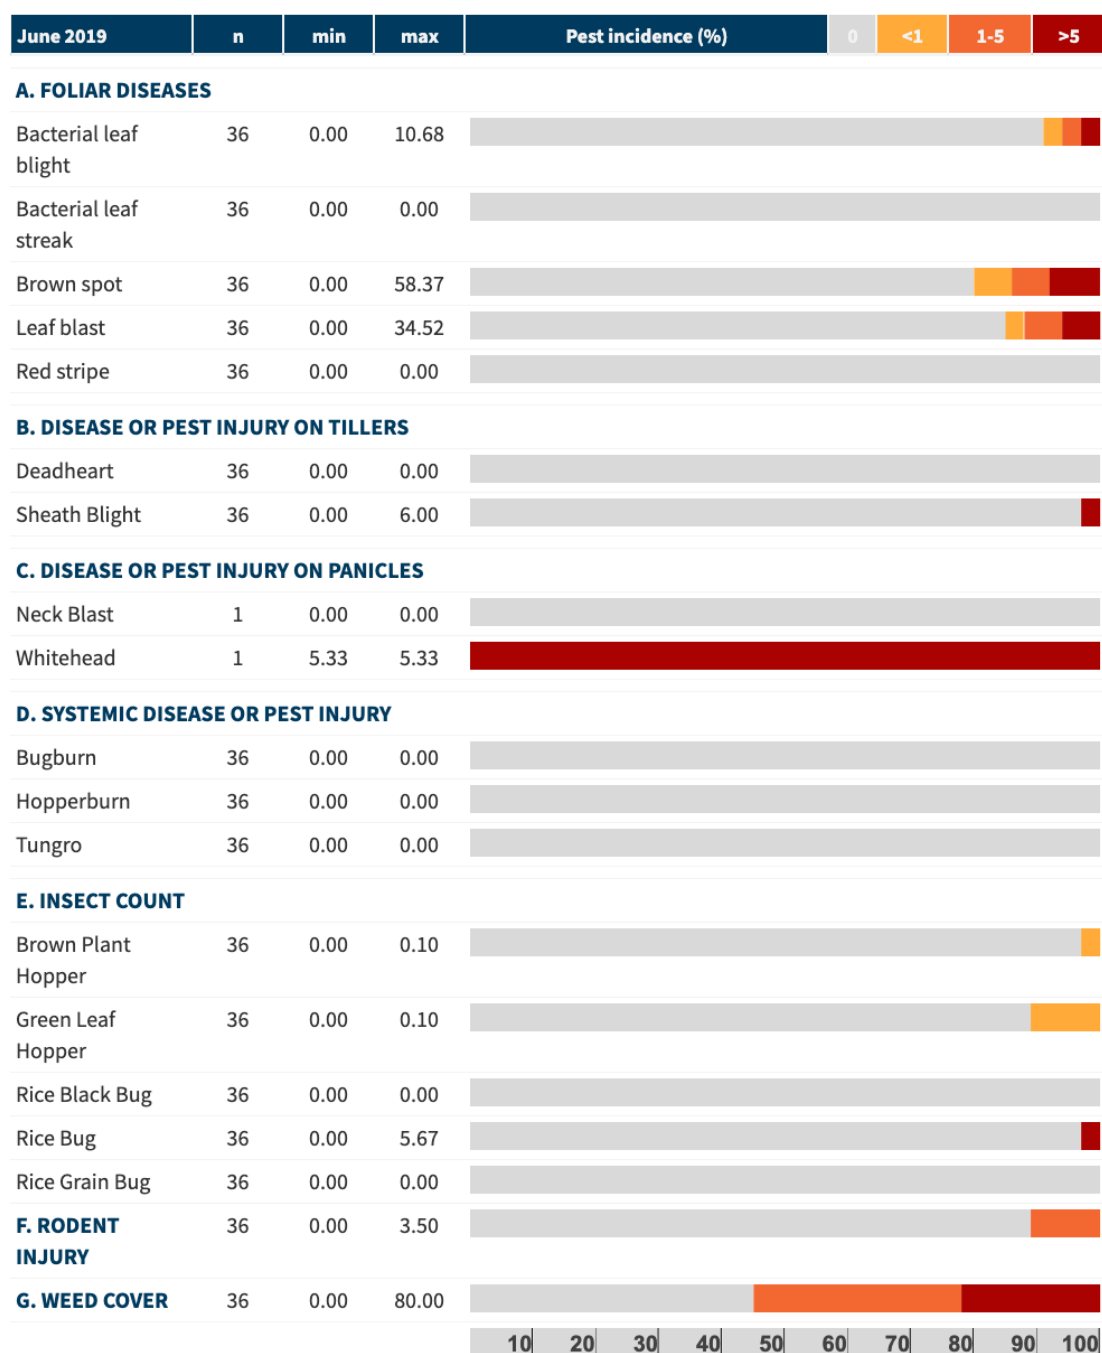 June 2019 n min max Pest incidence (%) 0 <1 1-5 >5
A. FOLIAR DISEASES
Bacterial leaf 36 0.00 10.68
blight
Bacterial leaf 36 0.00 0.00
streak
Brown spot 36 0.00 58.37
Leaf blast 36 0.00 34.52
Red stripe 36 0.00 0.00
B. DISEASE OR PEST INJURY ON TILLERS
Deadheart 36 0.00 0.00
Sheath Blight 36 0.00 6.00
C. DISEASE OR PEST INJURY ON PANICLES
Neck Blast 1 0.00 0.00
Whitehead 1 5.33 5.33
D. SYSTEMIC DISEASE OR PEST INJURY
Bugburn 36 0.00 0.00
Hopperburn 36 0.00 0.00
Tungro 36 0.00 0.00
E. INSECT COUNT
Brown Plant 36 0.00 0.10
Hopper
Green Leaf 36 0.00 0.10
Hopper
Rice Black Bug 36 0.00 0.00
Rice Bug 36 0.00 5.67
Rice Grain Bug 36 0.00 0.00
F. RODENT 36 0.00 3.50
INJURY
G. WEED COVER 36 0.00 80.00
10 20 30 40 50 60 70 80 90 100